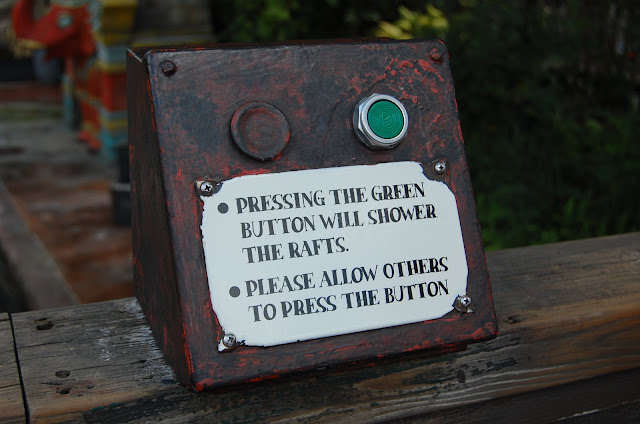 • PRESSING THE GREEN
BUTTON WILL SHOWER
THE RAFTS.
• PLEASE ALLOW OTHERS
TO PRESS THE BUTTON